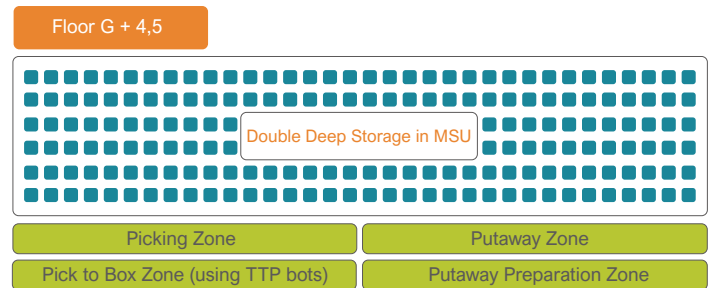 Floor G + 4,5
Double Deep Storage in MSU
Picking Zone
Putaway Zone
Pick to Box Zone (using TTP bots)
Putaway Preparation Zone